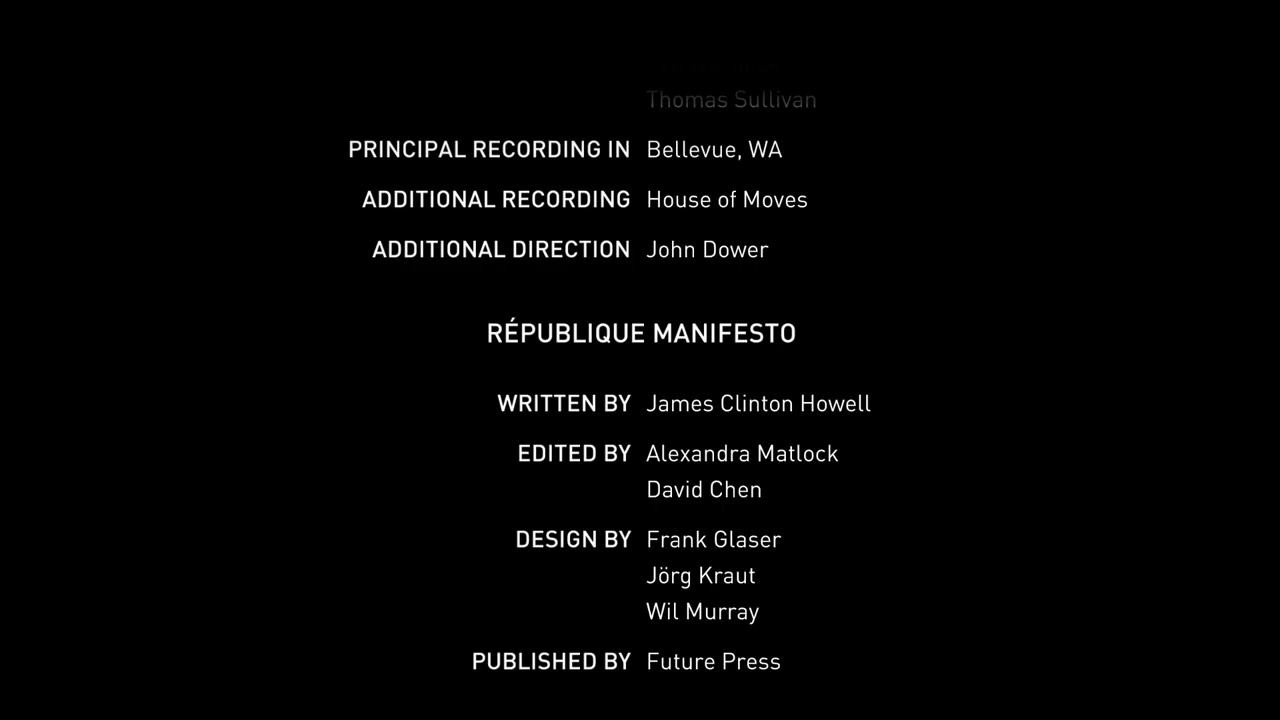 Thomas Sullivan
PRINCIPAL RECORDING IN Bellevue, WA
ADDITIONAL RECORDING House of Moves
ADDITIONAL DIRECTION John Dower
RÉPUBLIQUE MANIFESTO
WRITTEN BY James Clinton Howell
EDITED BY Alexandra Matlock
David Chen
DESIGN BY Frank Glaser
Jörg Kraut
Wil Murray
PUBLISHED BY Future Press